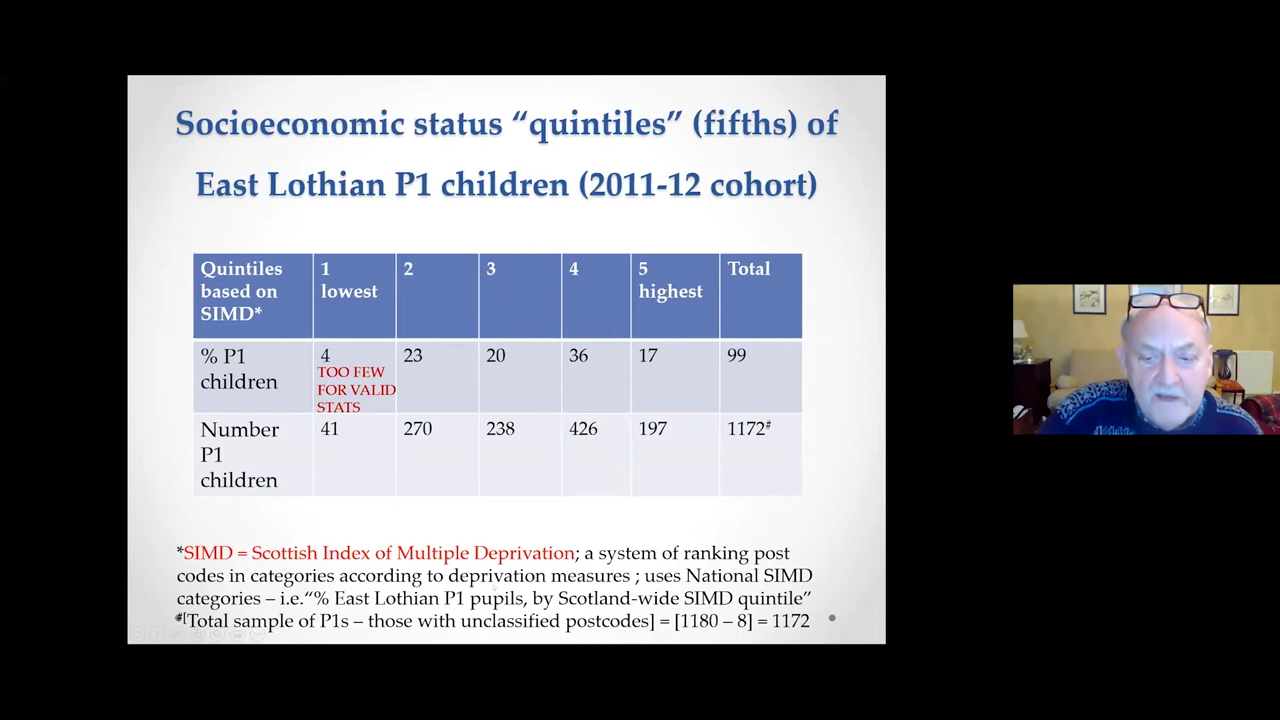 Socioeconomic status “quintiles” (fifths) of
East Lothian P1 children (2011-12 cohort)
Quintiles based on SIMD* 1 lowest 2 3 4 5 highest Total
% P1 children 4 TOO FEW FOR VALID STATS 23 20 36 17 99
Number P1 children 41 270 238 426 197 1172#
*SIMD = Scottish Index of Multiple Deprivation; a system of ranking post
codes in categories according to deprivation measures ; uses National SIMD
categories – i.e.“% East Lothian P1 pupils, by Scotland-wide SIMD quintile”
#[Total sample of P1s – those with unclassified postcodes] = [1180 – 8] = 1172